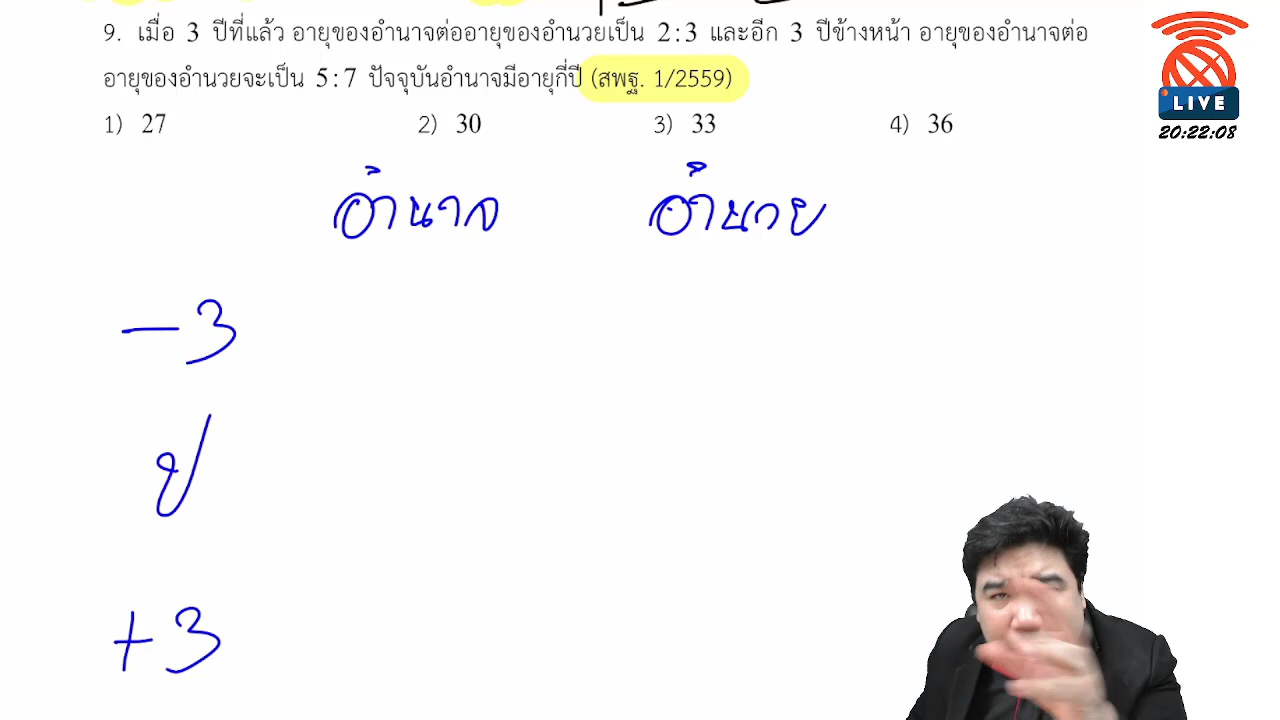 9. เมื่อ 3 ปีที่แล้ว อายุของอำนาจต่ออายุของอำนวยเป็น 2:3 และอีก 3 ปีข้างหน้า อายุของอำนาจต่อ
อายุของอำนวยจะเป็น 5:7 ปัจจุบันอำนาจมีอายุกี่ปี (สพฐ. 1/2559)
1) 27 2) 30 3) 33 4) 36
LIVE
20:22:08
อำนาจ อำนวย
-3
ป
+3